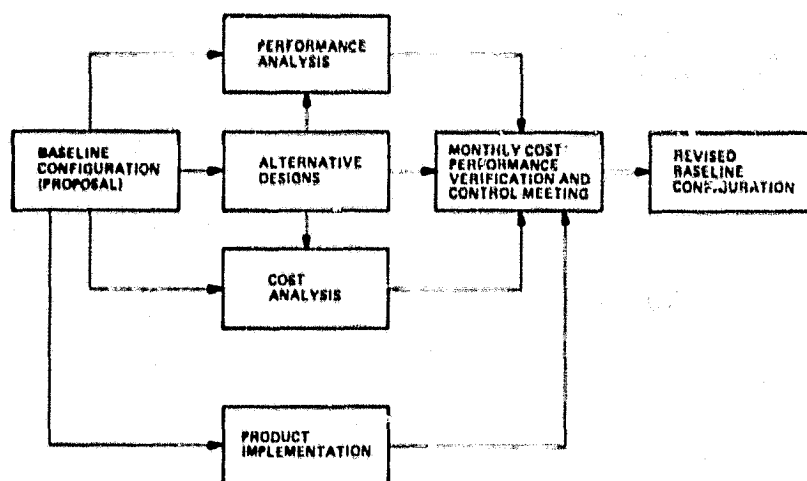 PERFORMANCE
ANALYSIS
BASELINE
CONFIGURATION
(PROPOSAL)
ALTERNATIVE
DESIGNS
MONTHLY COST/
PERFORMANCE
VERIFICATION AND
CONTROL MEETING
REVISED
BASELINE
CONFIGURATION
COST
ANALYSIS
PRODUCT
IMPLEMENTATION